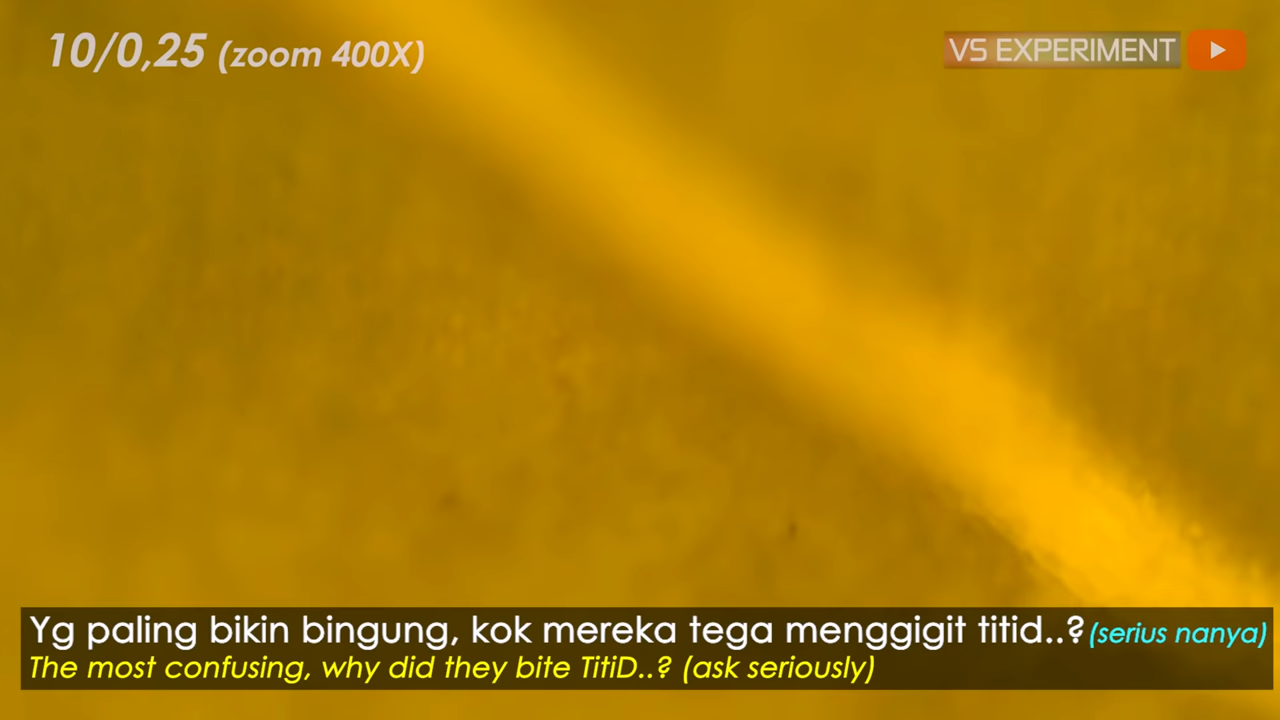 10/0,25 (zoom 400X)
VS EXPERIMENT
Yg paling bikin bingung, kok mereka tega menggigit titid..? (serius nanya)
The most confusing, why did they bite TitiD..? (ask seriously)